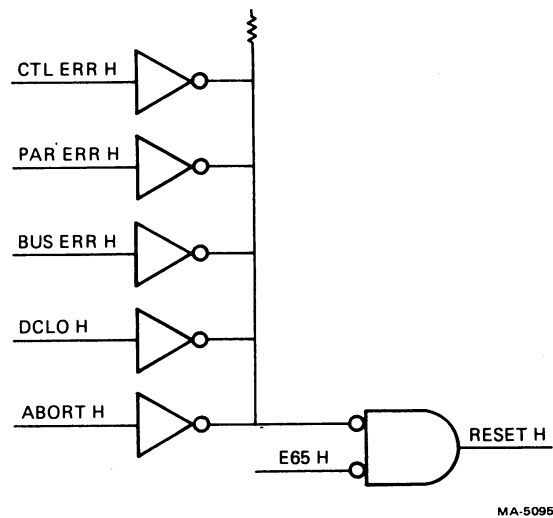 CTL ERR H
PAR ERR H
BUS ERR H
DCLO H
ABORT H
E65 H
RESET H
MA-5095